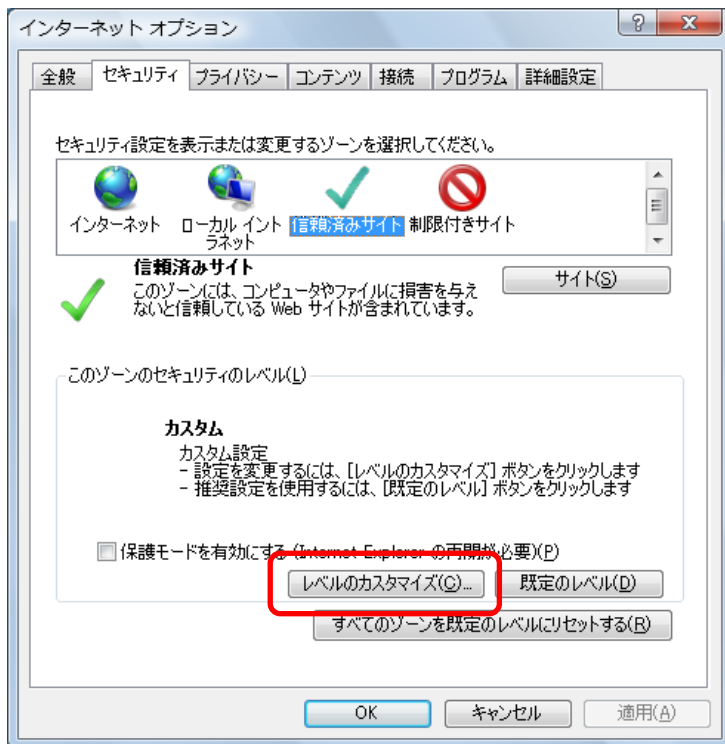 インターネット オプション
全般 セキュリティ プライバシー コンテンツ 接続 プログラム 詳細設定
セキュリティ設定を表示または変更するゾーンを選択してください。
インターネット ローカル イントラネット 信頼済みサイト 制限付きサイト
信頼済みサイト
サイト(S)
このゾーンには、コンピュータやファイルに損害を与え
ないと信頼している Web サイトが含まれています。
このゾーンのセキュリティのレベル(L)
カスタム
カスタム設定
- 設定を変更するには、[レベルのカスタマイズ] ボタンをクリックします
- 推奨設定を使用するには、[既定のレベル] ボタンをクリックします
保護モードを有効にする (Internet Explorer の再開が必要)(P)
レベルのカスタマイズ(C)... 既定のレベル(D)
すべてのゾーンを既定のレベルにリセットする(R)
OK キャンセル 適用(A)